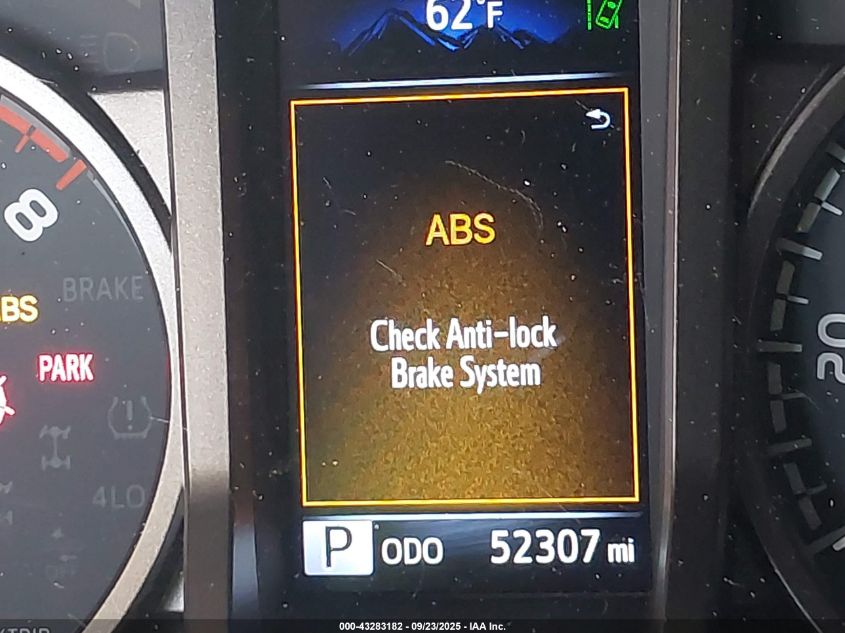 62°F
ABS
Check Anti-lock
Brake System
8
BRAKE
ABS
PARK
4LO
20
P ODO 52307 mi
000-43283182 - 09/23/2025 - IAA Inc.